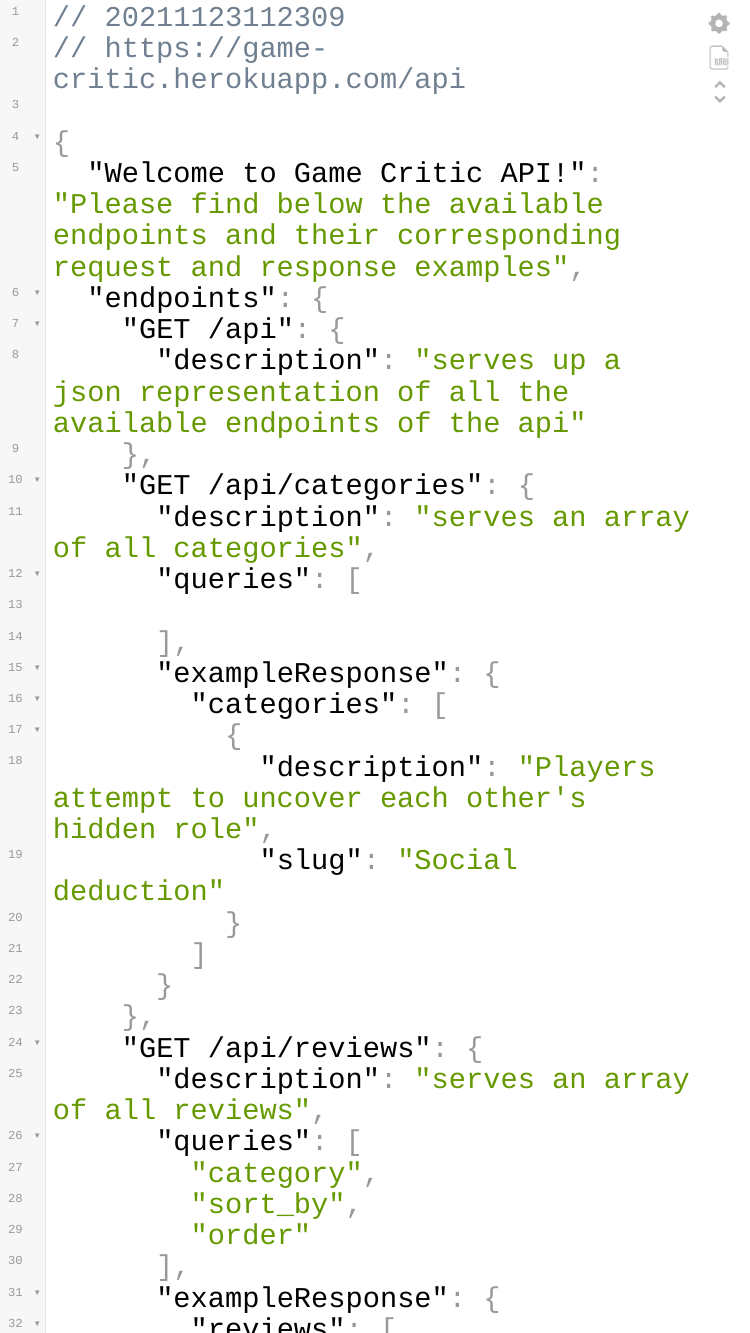 1 // 20211123112309
2 // https://game-
critic.herokuapp.com/api
3
4 {
5 "Welcome to Game Critic API!":
"Please find below the available
endpoints and their corresponding
request and response examples",
6 "endpoints": {
7 "GET /api": {
8 "description": "serves up a
json representation of all the
available endpoints of the api"
9 },
10 "GET /api/categories": {
11 "description": "serves an array
of all categories",
12 "queries": [
13
14 ],
15 "exampleResponse": {
16 "categories": [
17 {
18 "description": "Players
attempt to uncover each other's
hidden role",
19 "slug": "Social
deduction"
20 }
21 ]
22 }
23 },
24 "GET /api/reviews": {
25 "description": "serves an array
of all reviews",
26 "queries": [
27 "category",
28 "sort_by",
29 "order"
30 ],
31 "exampleResponse": {
32 "reviews": [
RAW